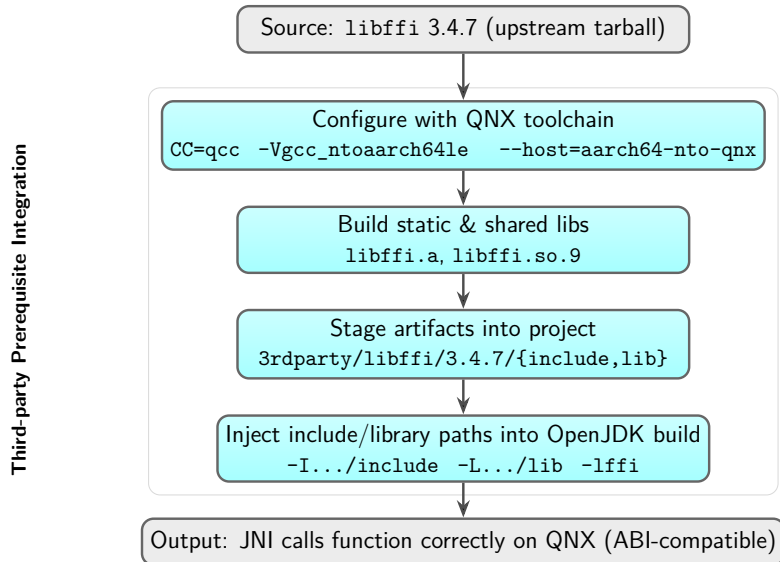 Source: libffi 3.4.7 (upstream tarball)
Third-party Prerequisite Integration
Configure with QNX toolchain
CC=qcc -Vgcc_ntoaarch64le --host=aarch64-nto-qnx
Build static & shared libs
libffi.a, libffi.so.9
Stage artifacts into project
3rdparty/libffi/3.4.7/{include,lib}
Inject include/library paths into OpenJDK build
-I.../include -L.../lib -lffi
Output: JNI calls function correctly on QNX (ABI-compatible)